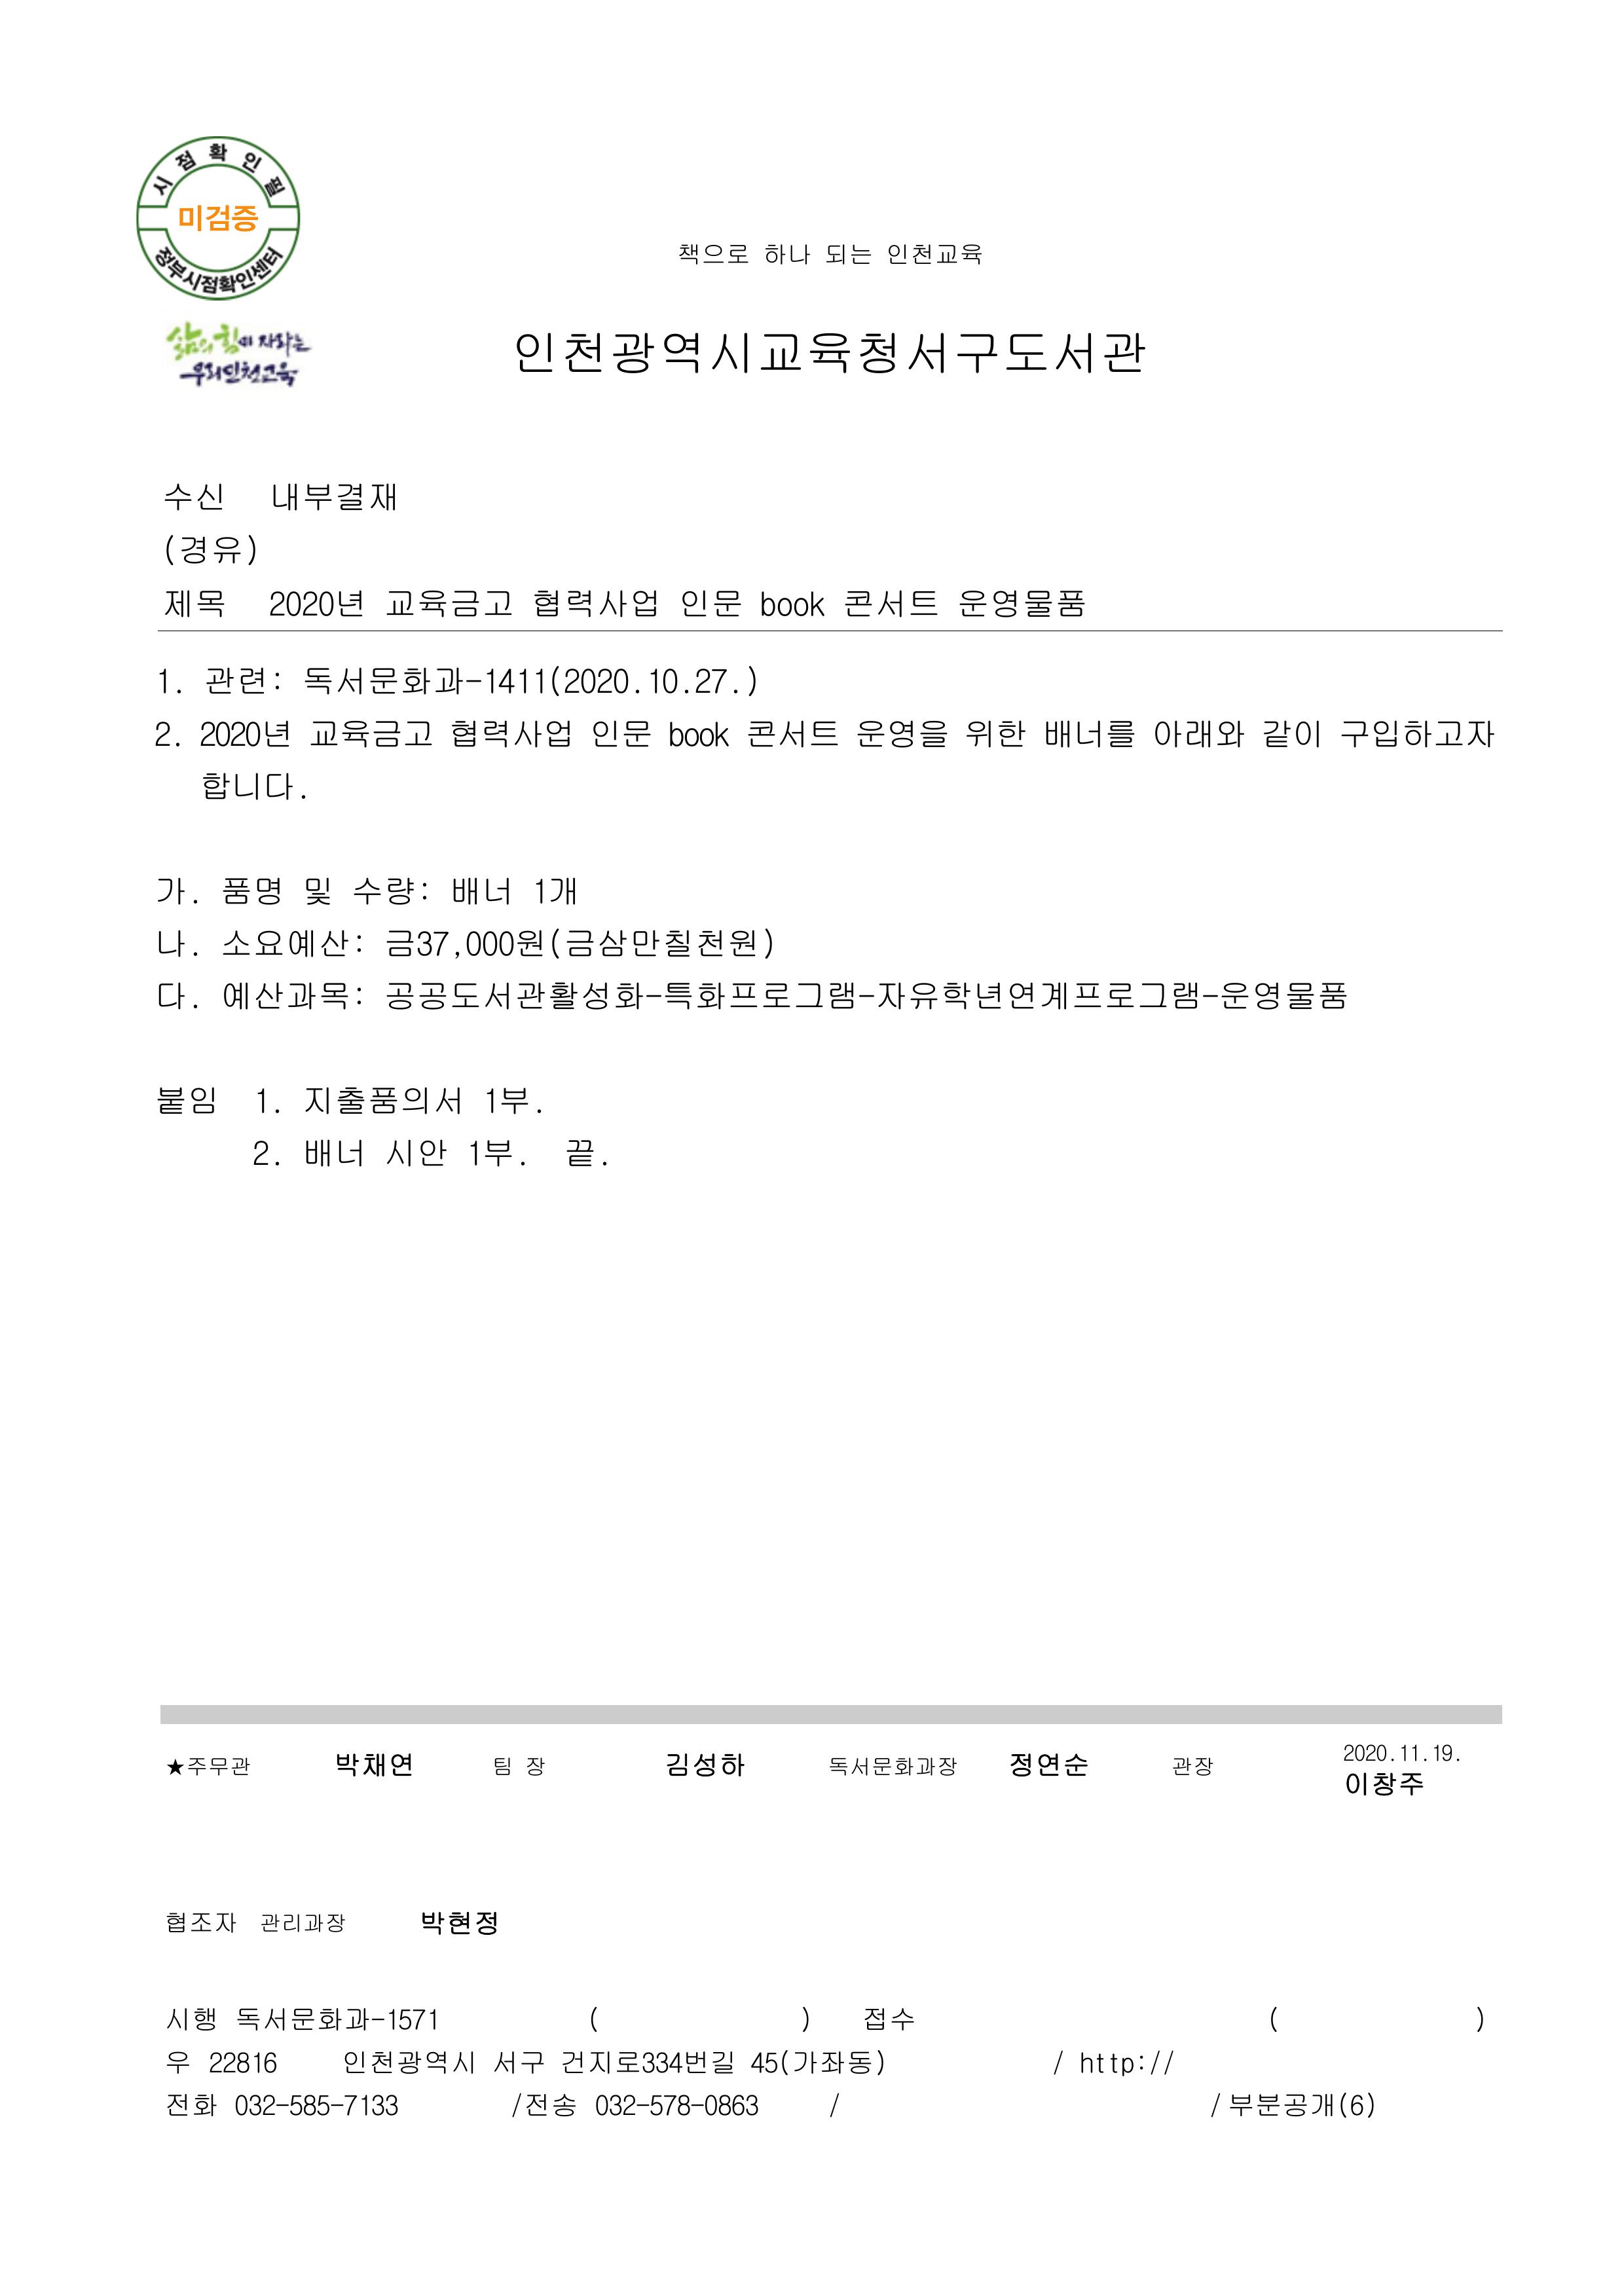 시점확인필
미검증
정부시점확인센터
책으로 하나 되는 인천교육
삶의 힘이 자라는
우리인천교육
인천광역시교육청서구도서관
수신 내부결재
(경유)
제목 2020년 교육금고 협력사업 인문 book 콘서트 운영물품
1. 관련: 독서문화과-1411(2020.10.27.)
2. 2020년 교육금고 협력사업 인문 book 콘서트 운영을 위한 배너를 아래와 같이 구입하고자
합니다.
가. 품명 및 수량: 배너 1개
나. 소요예산: 금37,000원(금삼만칠천원)
다. 예산과목: 공공도서관활성화-특화프로그램-자유학년연계프로그램-운영물품
붙임 1. 지출품의서 1부.
2. 배너 시안 1부. 끝.
★주무관 박채연 팀 장 김성하 독서문화과장 정연순 관장 2020.11.19.
이창주
협조자 관리과장 박현정
시행 독서문화과-1571 ( ) 접수 ( )
우 22816 인천광역시 서구 건지로334번길 45(가좌동) / http://
전화 032-585-7133 /전송 032-578-0863 / / 부분공개(6)